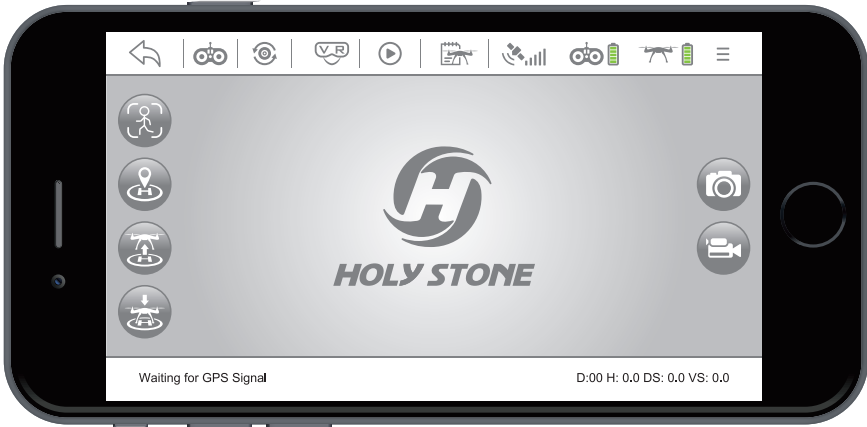 VR
H
HOLY STONE
Waiting for GPS Signal
D:00 H: 0.0 DS: 0.0 VS: 0.0